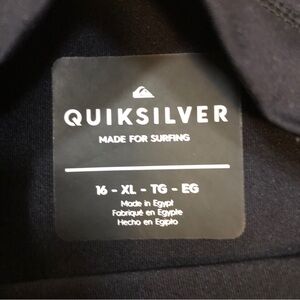 QUIKSILVER
MADE FOR SURFING
16 - XL - TG - EG
Made in Egypt
Fabriqué en Egypte
Hecho en Egipto